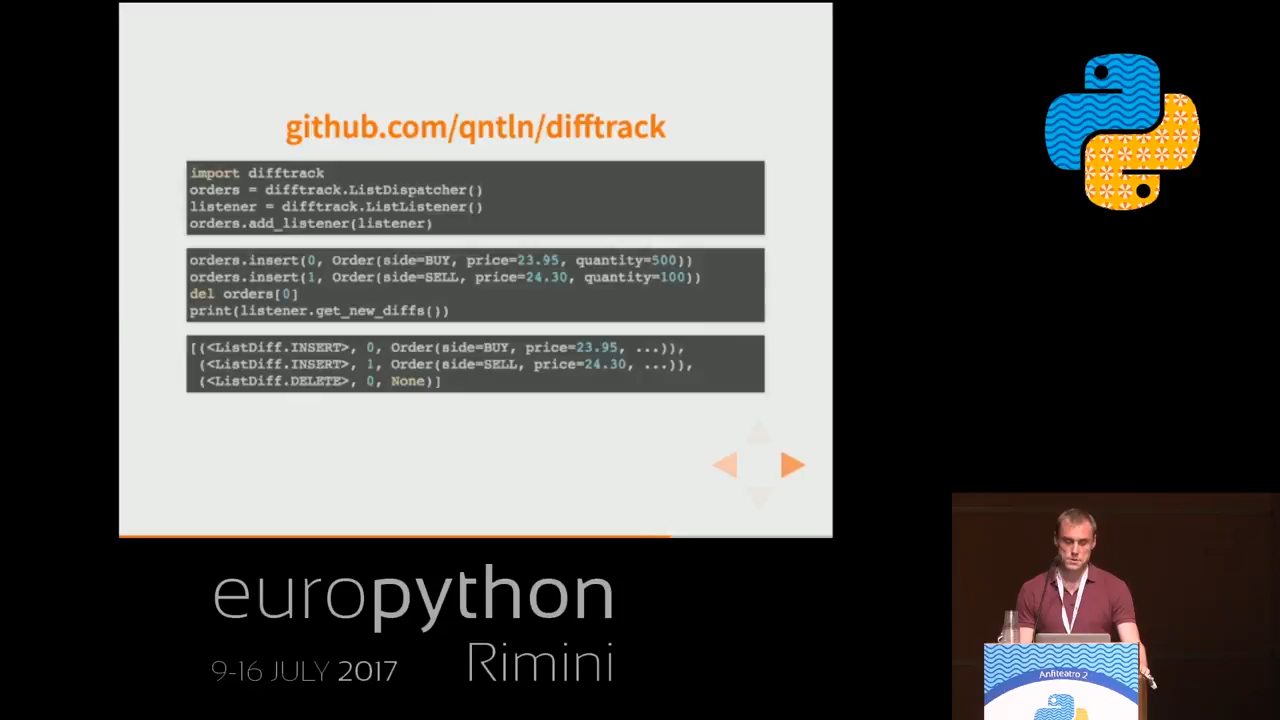 github.com/qntln/difftrack
import difftrack
orders = difftrack.ListDispatcher()
listener = difftrack.ListListener()
orders.add_listener(listener)
orders.insert(0, Order(side=BUY, price=23.95, quantity=500))
orders.insert(1, Order(side=SELL, price=24.30, quantity=100))
del orders[0]
print(listener.get_new_diffs())
[(<ListDiff.INSERT>, 0, Order(side=BUY, price=23.95, ...)),
(<ListDiff.INSERT>, 1, Order(side=SELL, price=24.30, ...)),
(<ListDiff.DELETE>, 0, None)]
europython
9-16 JULY 2017
Rimini
Anfiteatro 2